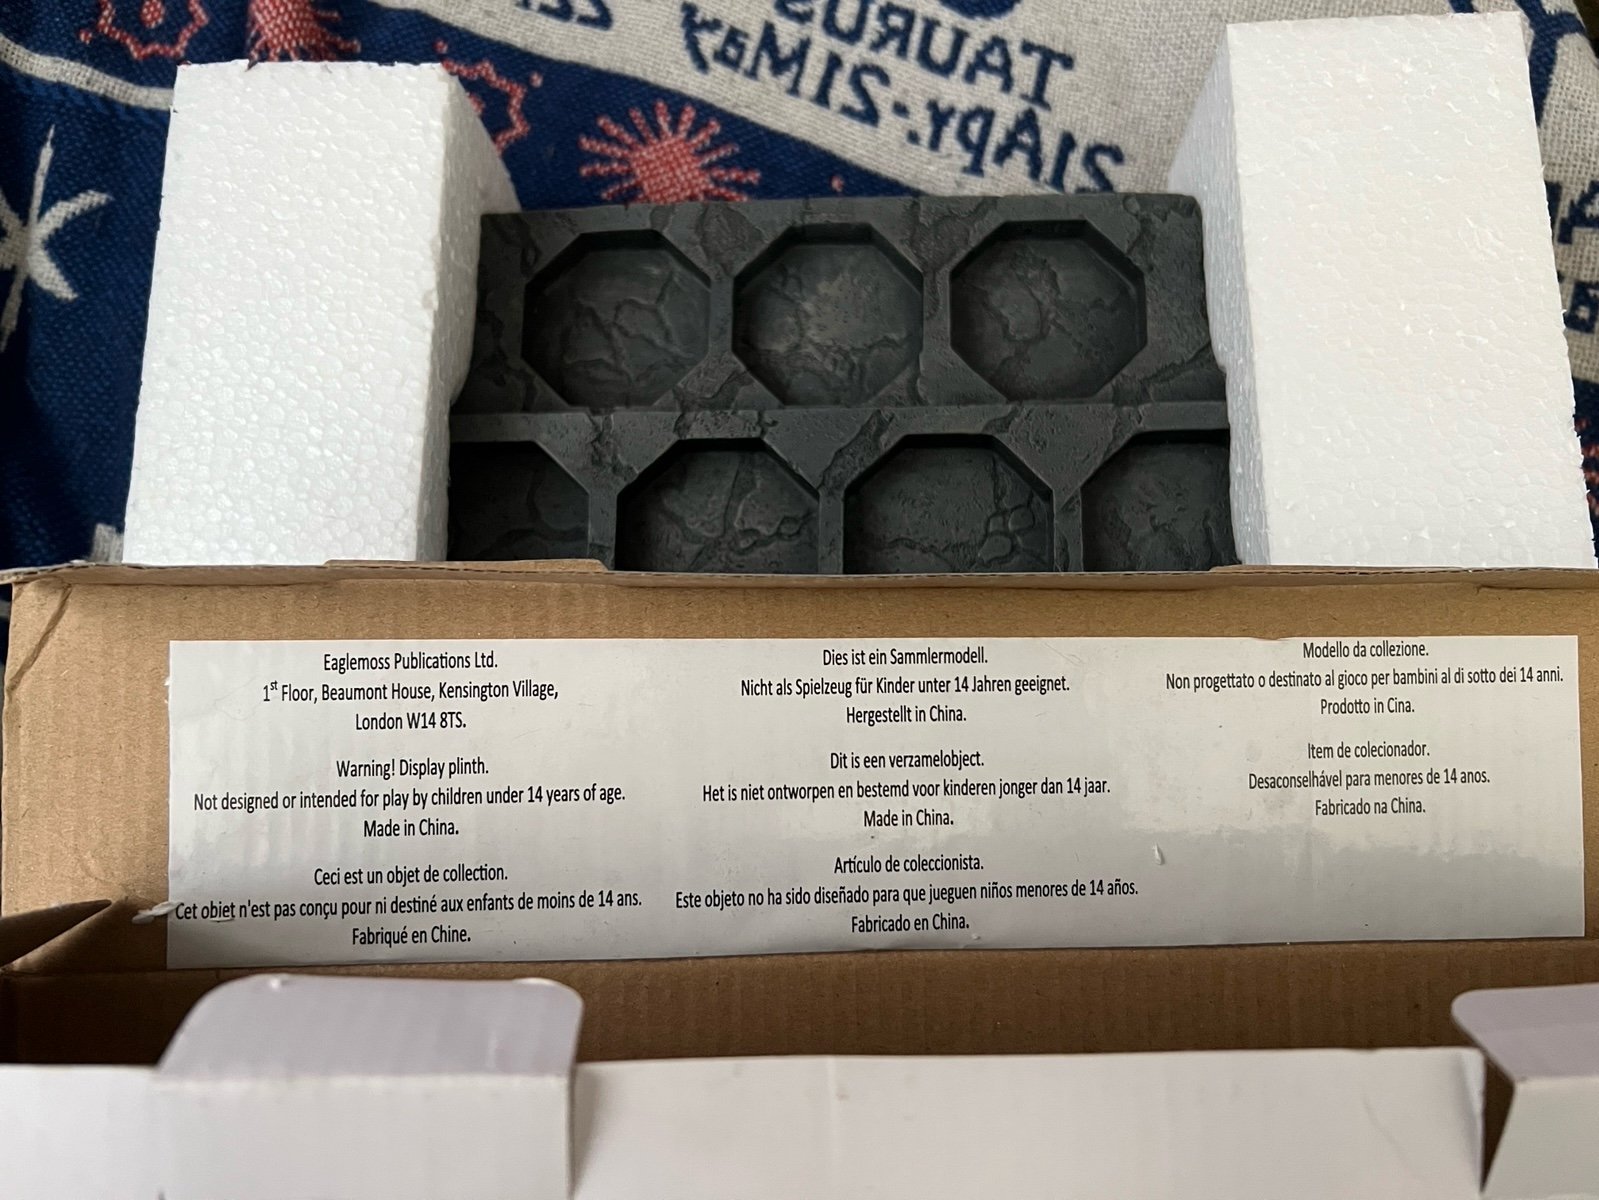 TAURUS
21Apr.-21May
Eaglemoss Publications Ltd.
1st Floor, Beaumont House, Kensington Village,
London W14 8TS.
Warning! Display plinth.
Not designed or intended for play by children under 14 years of age.
Made in China.
Ceci est un objet de collection.
Cet objet n'est pas conçu pour ni destiné aux enfants de moins de 14 ans.
Fabriqué en Chine.
Dies ist ein Sammlermodell.
Nicht als Spielzeug für Kinder unter 14 Jahren geeignet.
Hergestellt in China.
Dit is een verzamelobject.
Het is niet ontworpen en bestemd voor kinderen jonger dan 14 jaar.
Made in China.
Artículo de coleccionista.
Este objeto no ha sido diseñado para que jueguen niños menores de 14 años.
Fabricado en China.
Modello da collezione.
Non progettato o destinato al gioco per bambini al di sotto dei 14 anni.
Prodotto in Cina.
Item de colecionador.
Desaconselhável para menores de 14 anos.
Fabricado na China.